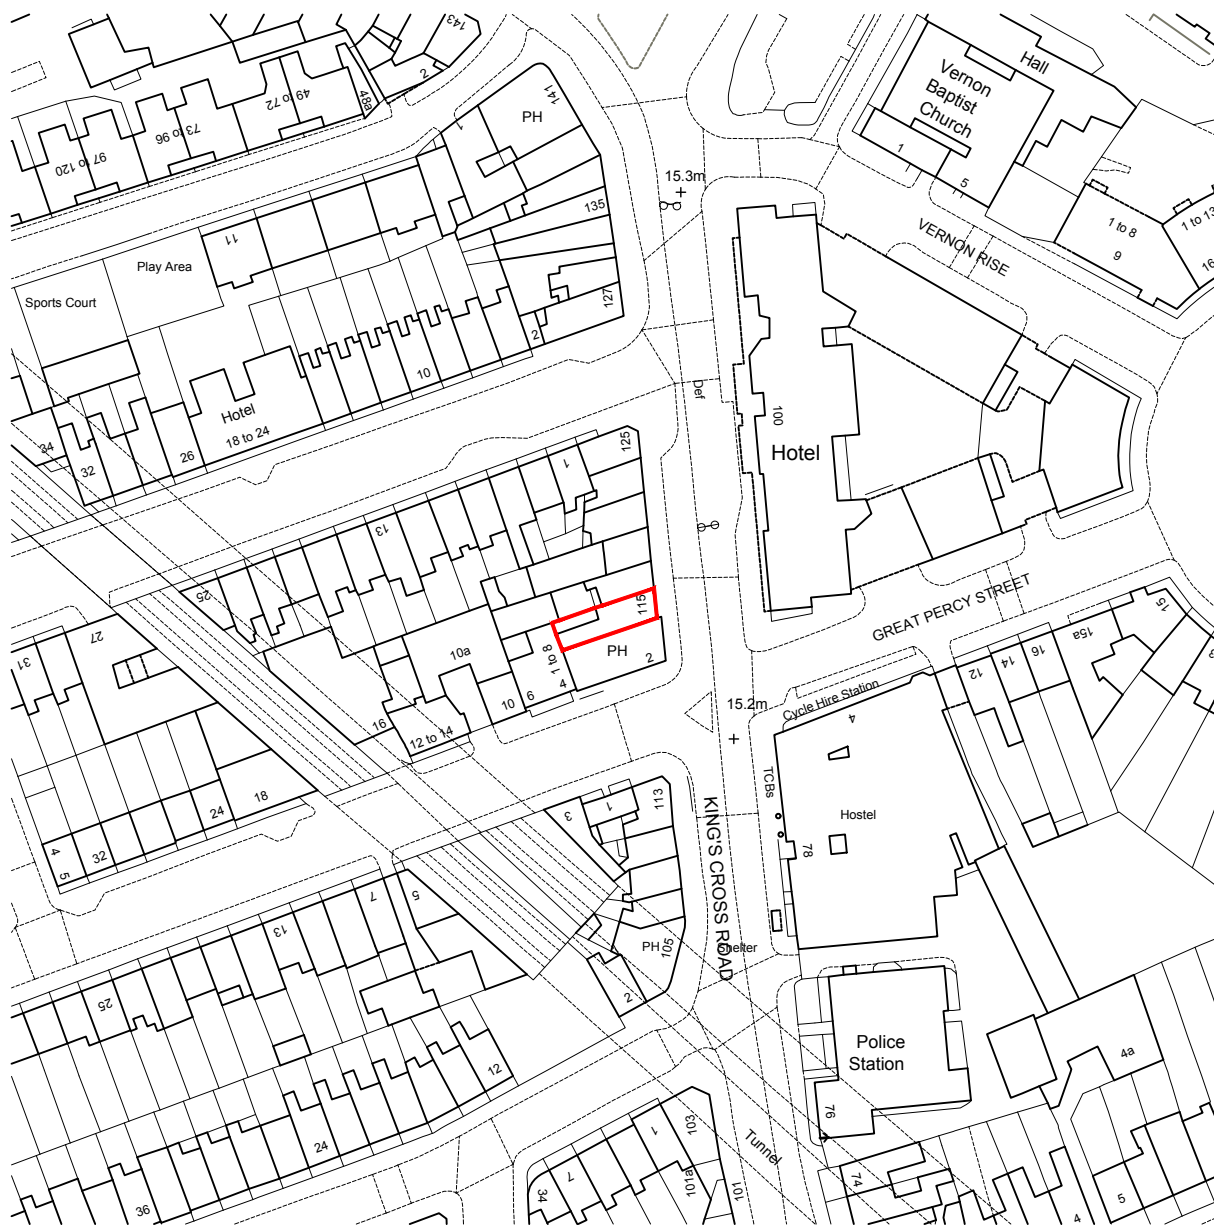 143
2
141
PH
1
48a
49 to 72
73 to 96
97 to 120
Hall
Vernon
Baptist
Church
1
5
15.3m
135
11
Play Area
Sports Court
VERNON RISE
1 to 8
9
1 to 13
16
127
2
10
Hotel
18 to 24
26
34
32
Def
100
Hotel
125
1
13
25
27
31
115
PH
2
1 to 8
4
6
10
10a
12 to 14
16
GREAT PERCY STREET
15
15a
16
14
12
3
Cycle Hire Station
4
15.2m
TCBs
Hostel
78
KING'S CROSS ROAD
Shelter
113
1
3
PH
105
2
18
24
32
4
5
5
7
13
25
12
24
36
Police
Station
76
4a
74
Tunnel
103
1
101a
101
7
34
4
5